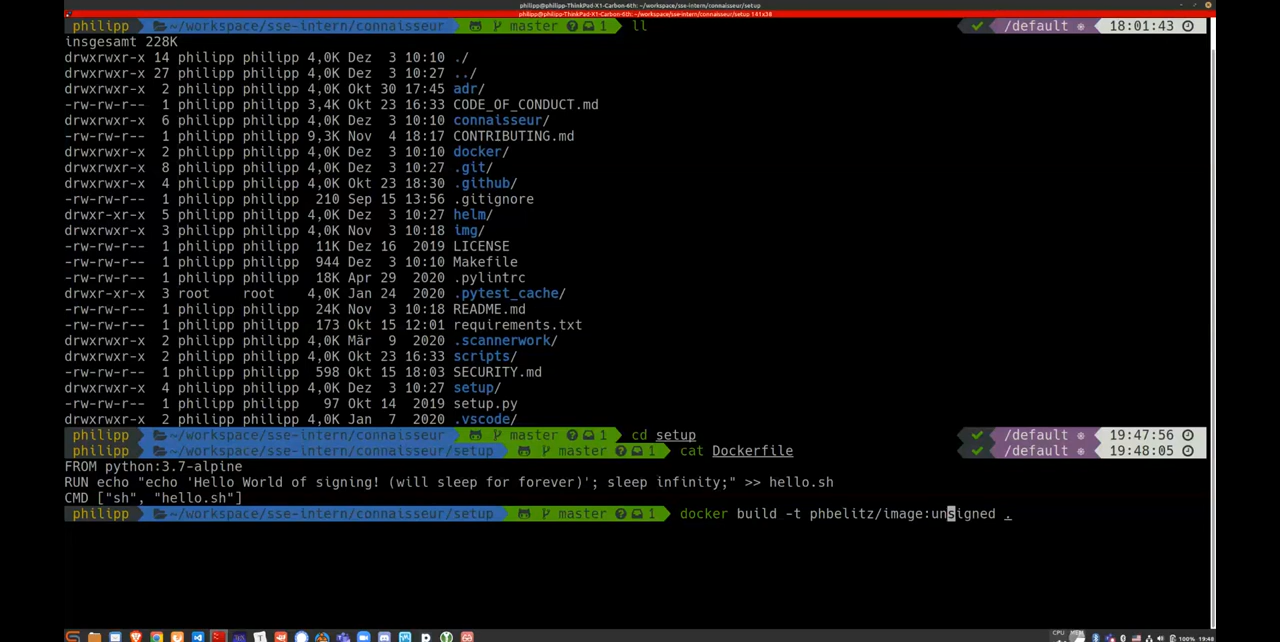 philipp@philipp-ThinkPad-X1-Carbon-6th: ~/workspace/sse-intern/connaisseur/setup
philipp@philipp-ThinkPad-X1-Carbon-6th: ~/workspace/sse-intern/connaisseur/setup 141x38
philipp ~/workspace/sse-intern/connaisseur master ? 1 ll ✔ /default 18:01:43
insgesamt 228K
drwxrwxr-x 14 philipp philipp 4,0K Dez 3 10:10 ./
drwxrwxr-x 27 philipp philipp 4,0K Dez 3 10:27 ../
drwxrwxr-x 2 philipp philipp 4,0K Okt 30 17:45 adr/
-rw-rw-r-- 1 philipp philipp 3,4K Okt 23 16:33 CODE_OF_CONDUCT.md
drwxrwxr-x 6 philipp philipp 4,0K Dez 3 10:10 connaisseur/
-rw-rw-r-- 1 philipp philipp 9,3K Nov 4 18:17 CONTRIBUTING.md
drwxrwxr-x 2 philipp philipp 4,0K Dez 3 10:10 docker/
drwxrwxr-x 8 philipp philipp 4,0K Dez 3 10:27 .git/
drwxrwxr-x 4 philipp philipp 4,0K Okt 23 18:30 .github/
-rw-rw-r-- 1 philipp philipp 210 Sep 15 13:56 .gitignore
drwxr-xr-x 5 philipp philipp 4,0K Dez 3 10:27 helm/
drwxrwxr-x 3 philipp philipp 4,0K Nov 3 10:18 img/
-rw-rw-r-- 1 philipp philipp 11K Dez 16 2019 LICENSE
-rw-rw-r-- 1 philipp philipp 944 Dez 3 10:10 Makefile
-rw-rw-r-- 1 philipp philipp 18K Apr 29 2020 .pylintrc
drwxr-xr-x 3 root root 4,0K Jan 24 2020 .pytest_cache/
-rw-rw-r-- 1 philipp philipp 24K Nov 3 10:18 README.md
-rw-rw-r-- 1 philipp philipp 173 Okt 15 12:01 requirements.txt
drwxrwxr-x 2 philipp philipp 4,0K Mär 9 2020 .scannerwork/
drwxrwxr-x 2 philipp philipp 4,0K Okt 23 16:33 scripts/
-rw-rw-r-- 1 philipp philipp 598 Okt 15 18:03 SECURITY.md
drwxrwxr-x 4 philipp philipp 4,0K Dez 3 10:27 setup/
-rw-rw-r-- 1 philipp philipp 97 Okt 14 2019 setup.py
drwxrwxr-x 2 philipp philipp 4,0K Jan 7 2020 .vscode/
philipp ~/workspace/sse-intern/connaisseur master ? 1 cd setup ✔ /default 19:47:56
philipp ~/workspace/sse-intern/connaisseur/setup master ? 1 cat Dockerfile ✔ /default 19:48:05
FROM python:3.7-alpine
RUN echo "echo 'Hello World of signing! (will sleep for forever)'; sleep infinity;" >> hello.sh
CMD ["sh", "hello.sh"]
philipp ~/workspace/sse-intern/connaisseur/setup master ? 1 docker build -t phbelitz/image:unsigned .
CPU MEM 100% 19:48